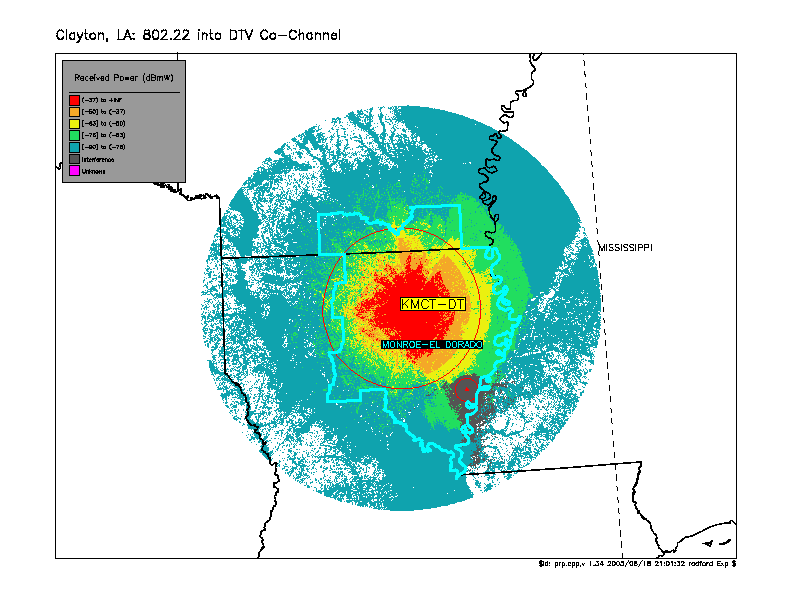 Clayton, LA: 802.22 into DTV Co-Channel
Received Power (dBmW)
[-37) to +INF
[-50) to (-37)
[-63) to (-50)
[-76) to (-63)
[-90) to (-76)
Interference
Unknown
MISSISSIPPI
KMCT-DT
MONROE-EL DORADO
$Id: prp.cpp,v 1.34 2005/08/18 21:01:32 radford Exp $